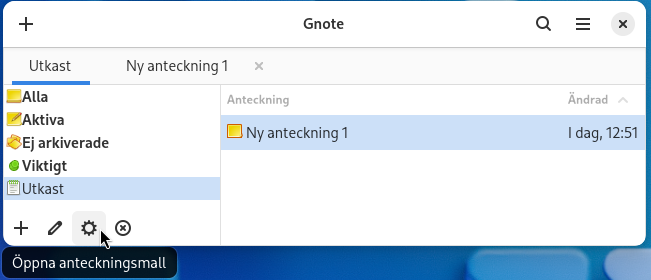 Gnote
Utkast
Ny anteckning 1
Alla
Aktiva
Ej arkiverade
Viktigt
Utkast
Anteckning Ändrad
Ny anteckning 1 I dag, 12:51
Öppna anteckningsmall